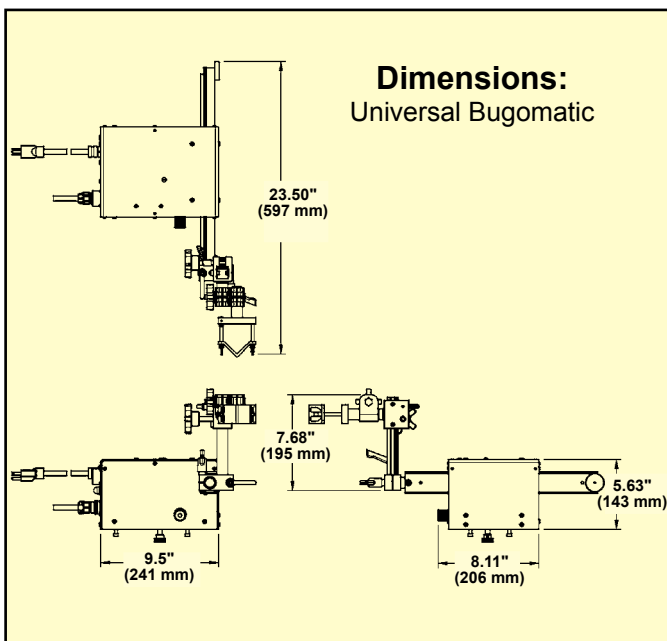 Dimensions:
Universal Bugomatic
23.50"
(597 mm)
7.68"
(195 mm)
5.63"
(143 mm)
9.5"
(241 mm)
8.11"
(206 mm)